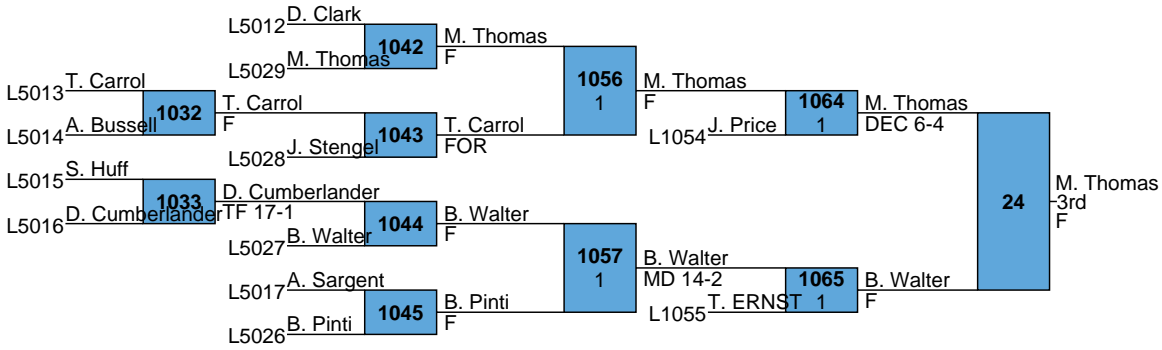 L5012 D. Clark
1042
M. Thomas
F
L5029 M. Thomas
1056
1
M. Thomas
F
L5013 T. Carrol
1032
T. Carrol
F
L5014 A. Bussell
1043
T. Carrol
FOR
L5028 J. Stengel
L1054 J. Price
1064
1
M. Thomas
DEC 6-4
L5015 S. Huff
1033
D. Cumberlander
TF 17-1
L5016 D. Cumberlander
1044
B. Walter
F
L5027 B. Walter
1057
1
B. Walter
MD 14-2
L5017 A. Sargent
1045
B. Pinti
F
L5026 B. Pinti
L1055 T. ERNST
1065
1
B. Walter
F
24
M. Thomas
3rd
F